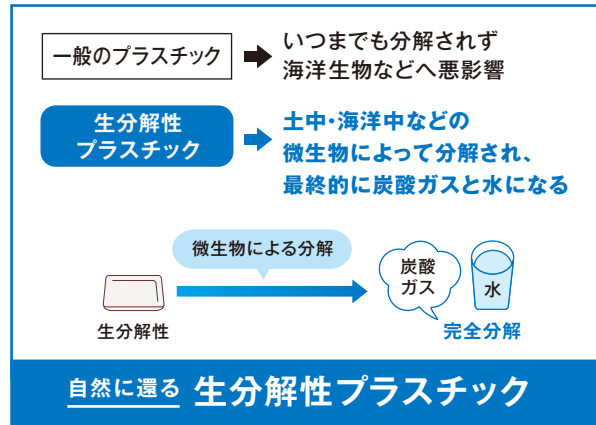 一般のプラスチック
いつまでも分解されず
海洋生物などへ悪影響
生分解性
プラスチック
土中・海洋中などの
微生物によって分解され、
最終的に炭酸ガスと水になる
微生物による分解
炭酸
ガス
水
生分解性
完全分解
自然に還る 生分解性プラスチック